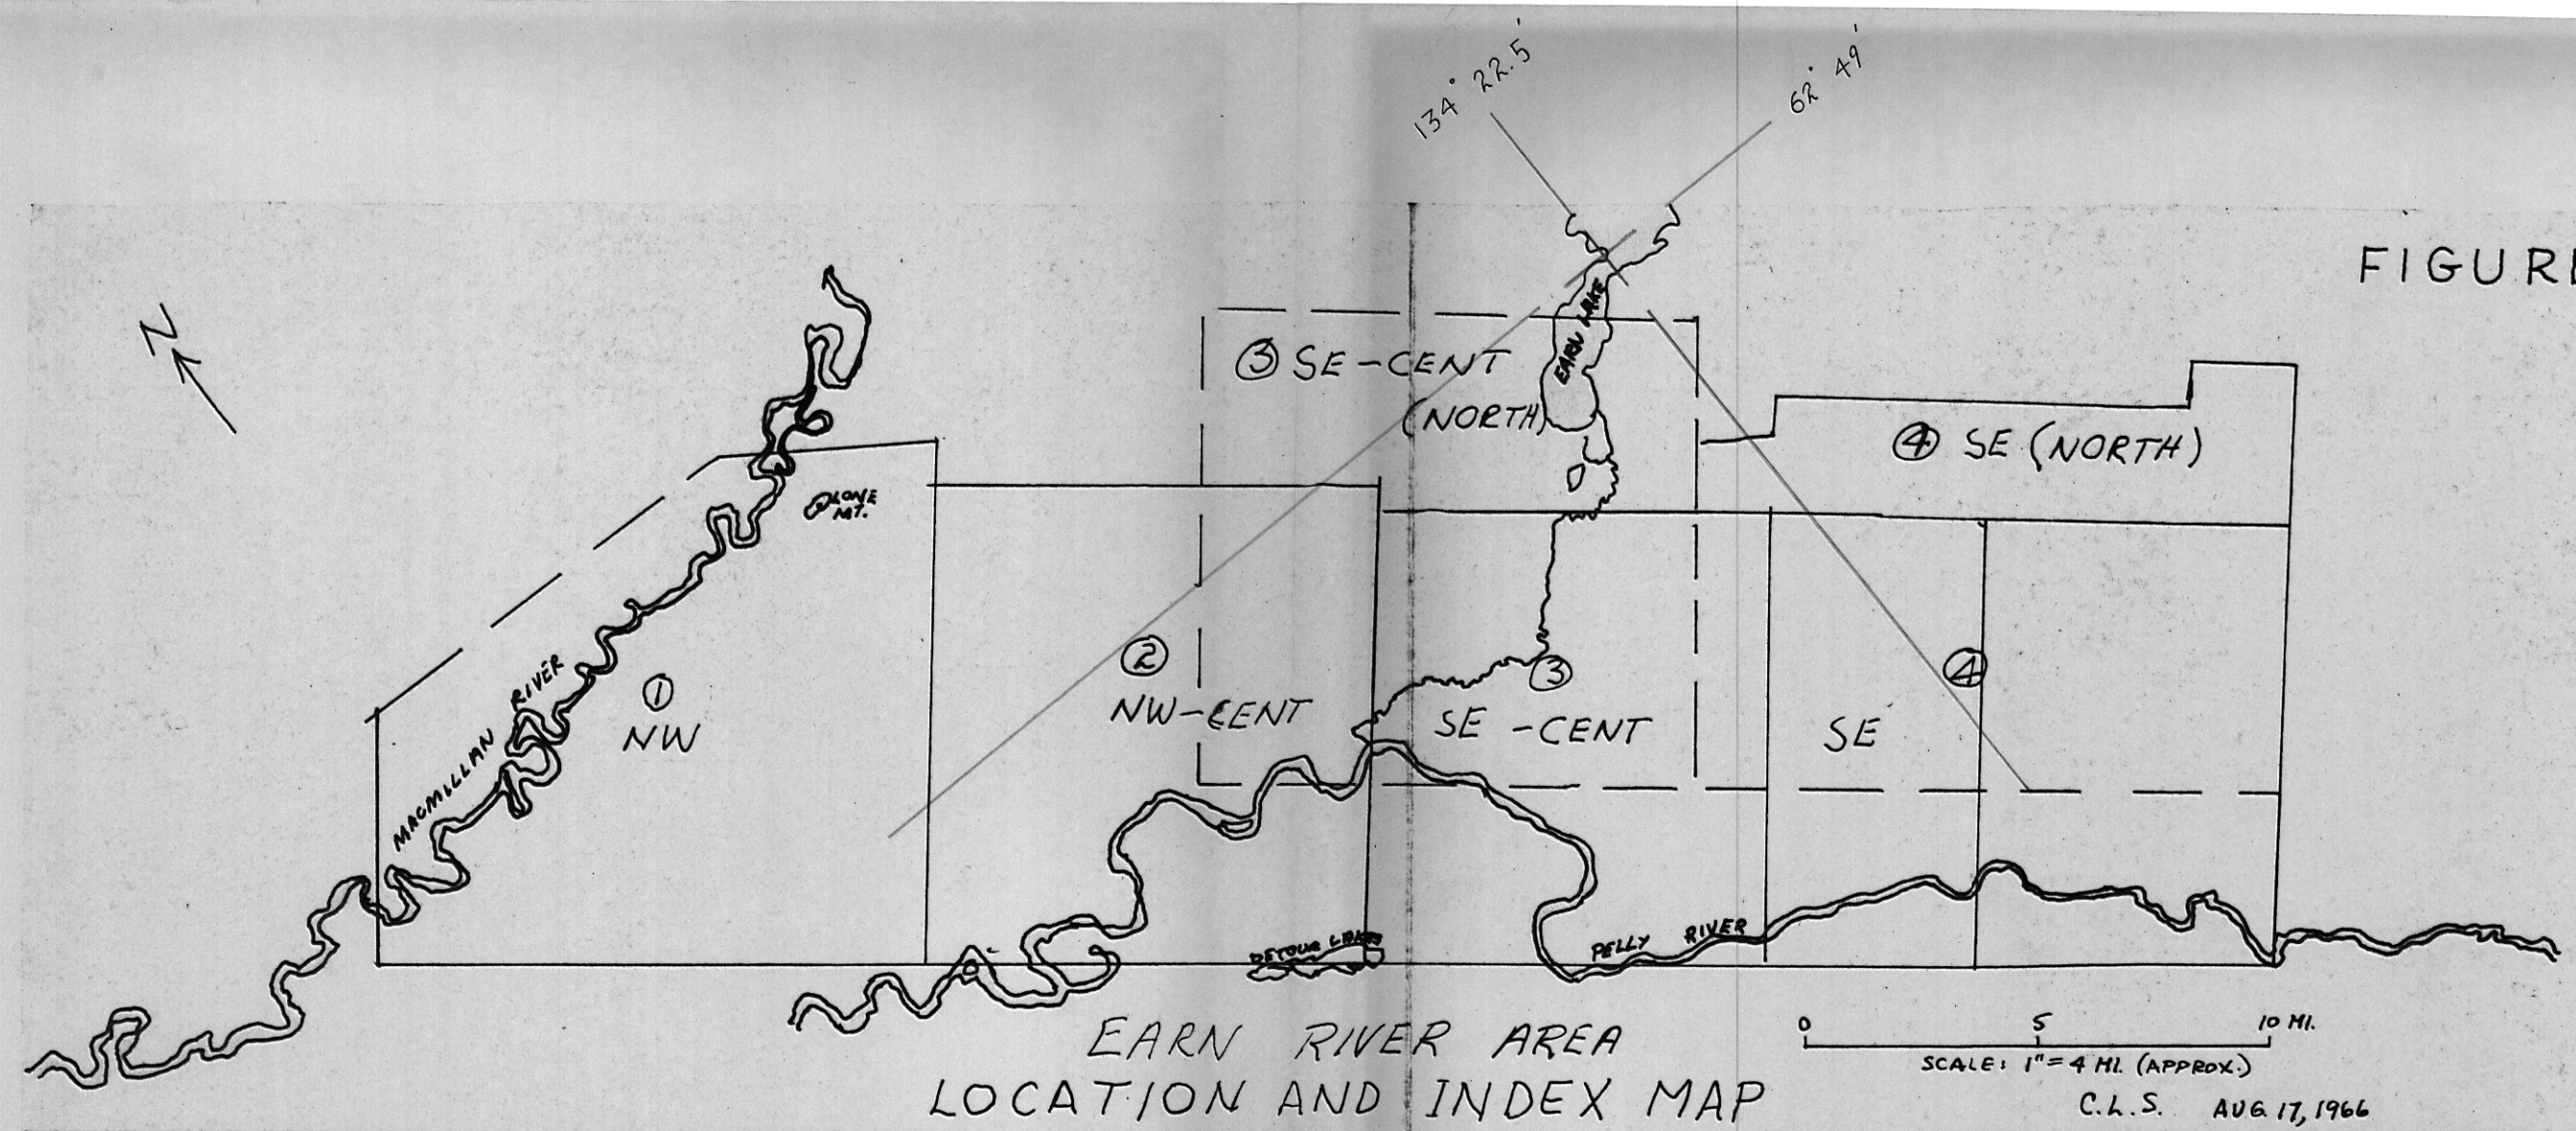 134° 22.5'
62° 49'
FIGURE
N
EARN LAKE
③ SE-CENT
(NORTH)
④ SE (NORTH)
LONE
MT.
MACMILLAN RIVER
①
NW
②
NW-CENT
③
SE-CENT
④
SE
DETOUR LAKES
PELLY RIVER
EARN RIVER AREA
LOCATION AND INDEX MAP
0 5 10 MI.
SCALE: 1"=4 MI. (APPROX.)
C.L.S. AUG. 17, 1966